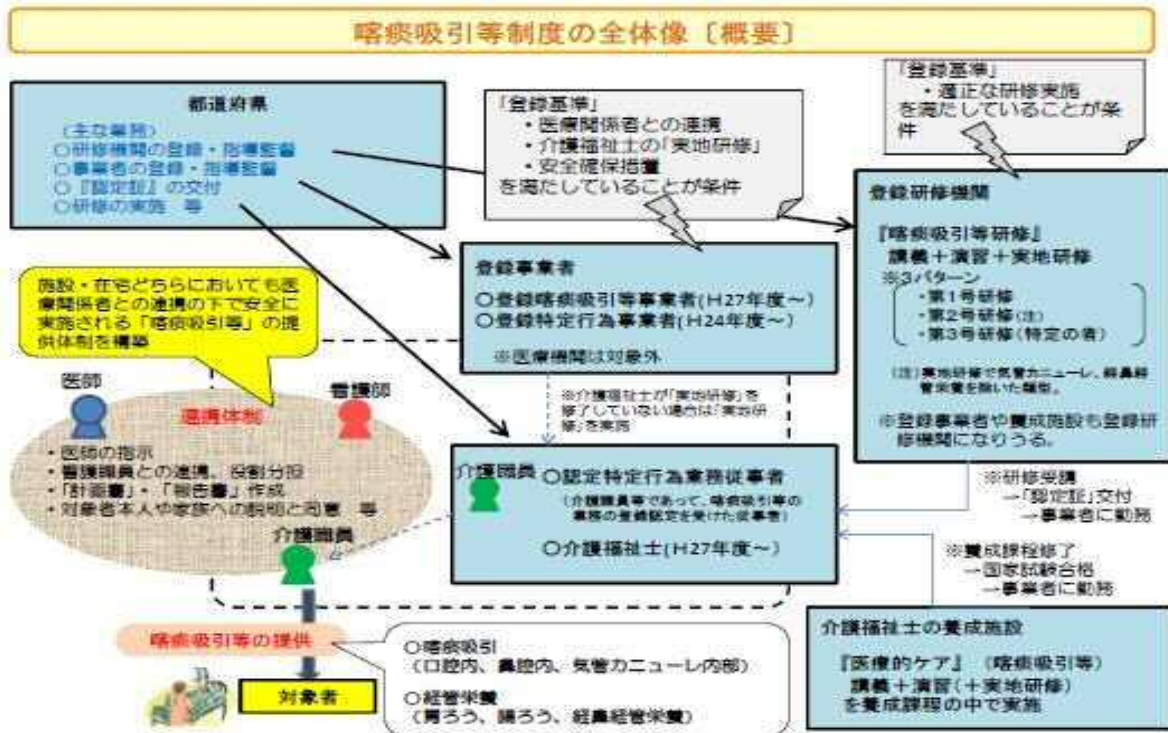 喀痰吸引等制度の全体像〔概要〕
都道府県
(主な業務)
○研修機関の登録・指導監督
○事業者の登録・指導監督
○『認定証』の交付
○研修の実施 等
「登録基準」
・医療関係者との連携
・介護福祉士の「実地研修」
・安全確保措置
を満たしていることが条件
「登録基準」
・適正な研修実施
を満たしていることが条
件
登録研修機関
『喀痰吸引等研修』
講義+演習+実地研修
※3パターン
・第1号研修
・第2号研修(注)
・第3号研修(特定の者)
(注)実地研修で気管カニューレ、経鼻経
管栄養を除いた類型。
※登録事業者や養成施設も登録研
修機関になりうる。
登録事業者
○登録喀痰吸引等事業者(H27年度~)
○登録特定行為事業者(H24年度~)
※医療機関は対象外
施設・在宅どちらにおいても医
療関係者との連携の下で安全に
実施される「喀痰吸引等」の提
供体制を構築
医師
看護師
連携体制
・医師の指示
・看護職員との連携、役割分担
・「計画書」・「報告書」作成
・対象者本人や家族への説明と同意 等
介護職員
※介護福祉士が「実地研修」を
修了していない場合は「実地研
修」を実施
介護職員
○認定特定行為業務従事者
(介護職員等であって、喀痰吸引等の
業務の登録認定を受けた従事者)
○介護福祉士(H27年度~)
※研修受講
→「認定証」交付
→事業者に勤務
※養成課程修了
→国家試験合格
→事業者に勤務
介護福祉士の養成施設
『医療的ケア』(喀痰吸引等)
講義+演習(+実地研修)
を養成課程の中で実施
喀痰吸引等の提供
対象者
○喀痰吸引
(口腔内、鼻腔内、気管カニューレ内部)
○経管栄養
(胃ろう、腸ろう、経鼻経管栄養)